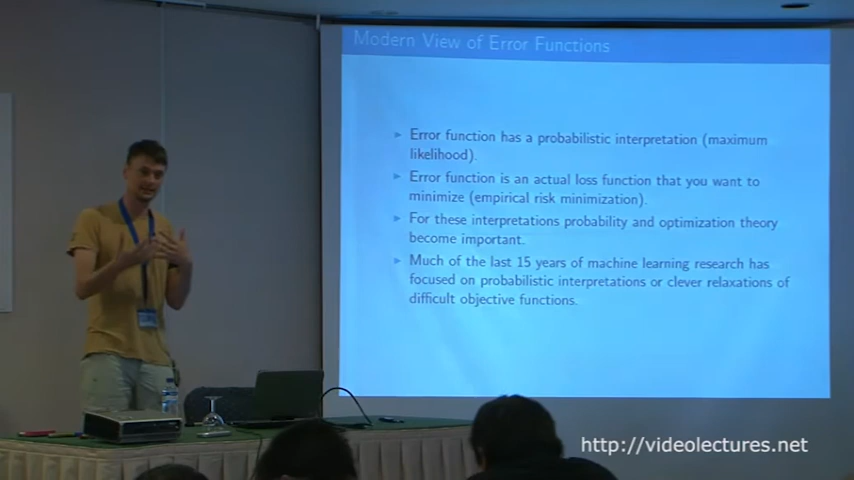 Modern View of Error Functions
Error function has a probabilistic interpretation (maximum
likelihood).
Error function is an actual loss function that you want to
minimize (empirical risk minimization).
For these interpretations probability and optimization theory
become important.
Much of the last 15 years of machine learning research has
focused on probabilistic interpretations or clever relaxations of
difficult objective functions.
http://videolectures.net